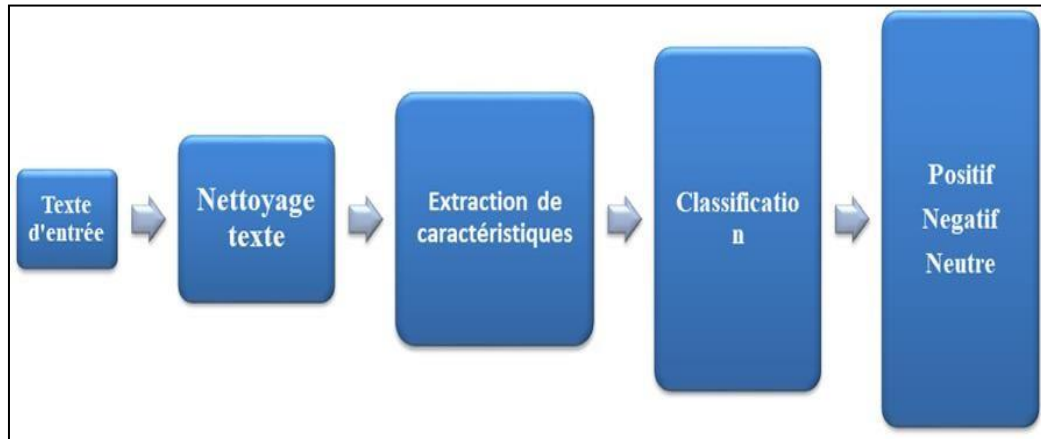 Texte
d'entrée
Nettoyage
texte
Extraction de
caractéristiques
Classificatio
n
Positif
Negatif
Neutre